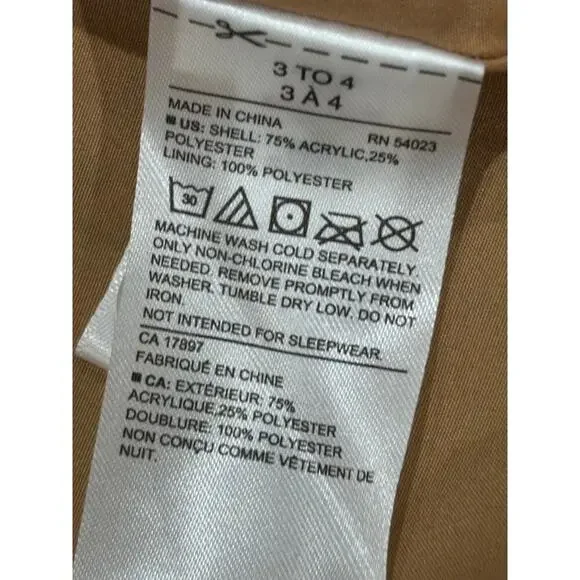 3 TO 4
3 À 4
MADE IN CHINA RN 54023
US: SHELL: 75% ACRYLIC,25%
POLYESTER
LINING: 100% POLYESTER
30
MACHINE WASH COLD SEPARATELY.
ONLY NON-CHLORINE BLEACH WHEN
NEEDED. REMOVE PROMPTLY FROM
WASHER. TUMBLE DRY LOW. DO NOT
IRON.
NOT INTENDED FOR SLEEPWEAR.
CA 17897
FABRIQUÉ EN CHINE
CA: EXTÉRIEUR: 75%
ACRYLIQUE,25% POLYESTER
DOUBLURE: 100% POLYESTER
NON CONÇU COMME VÊTEMENT DE
NUIT.